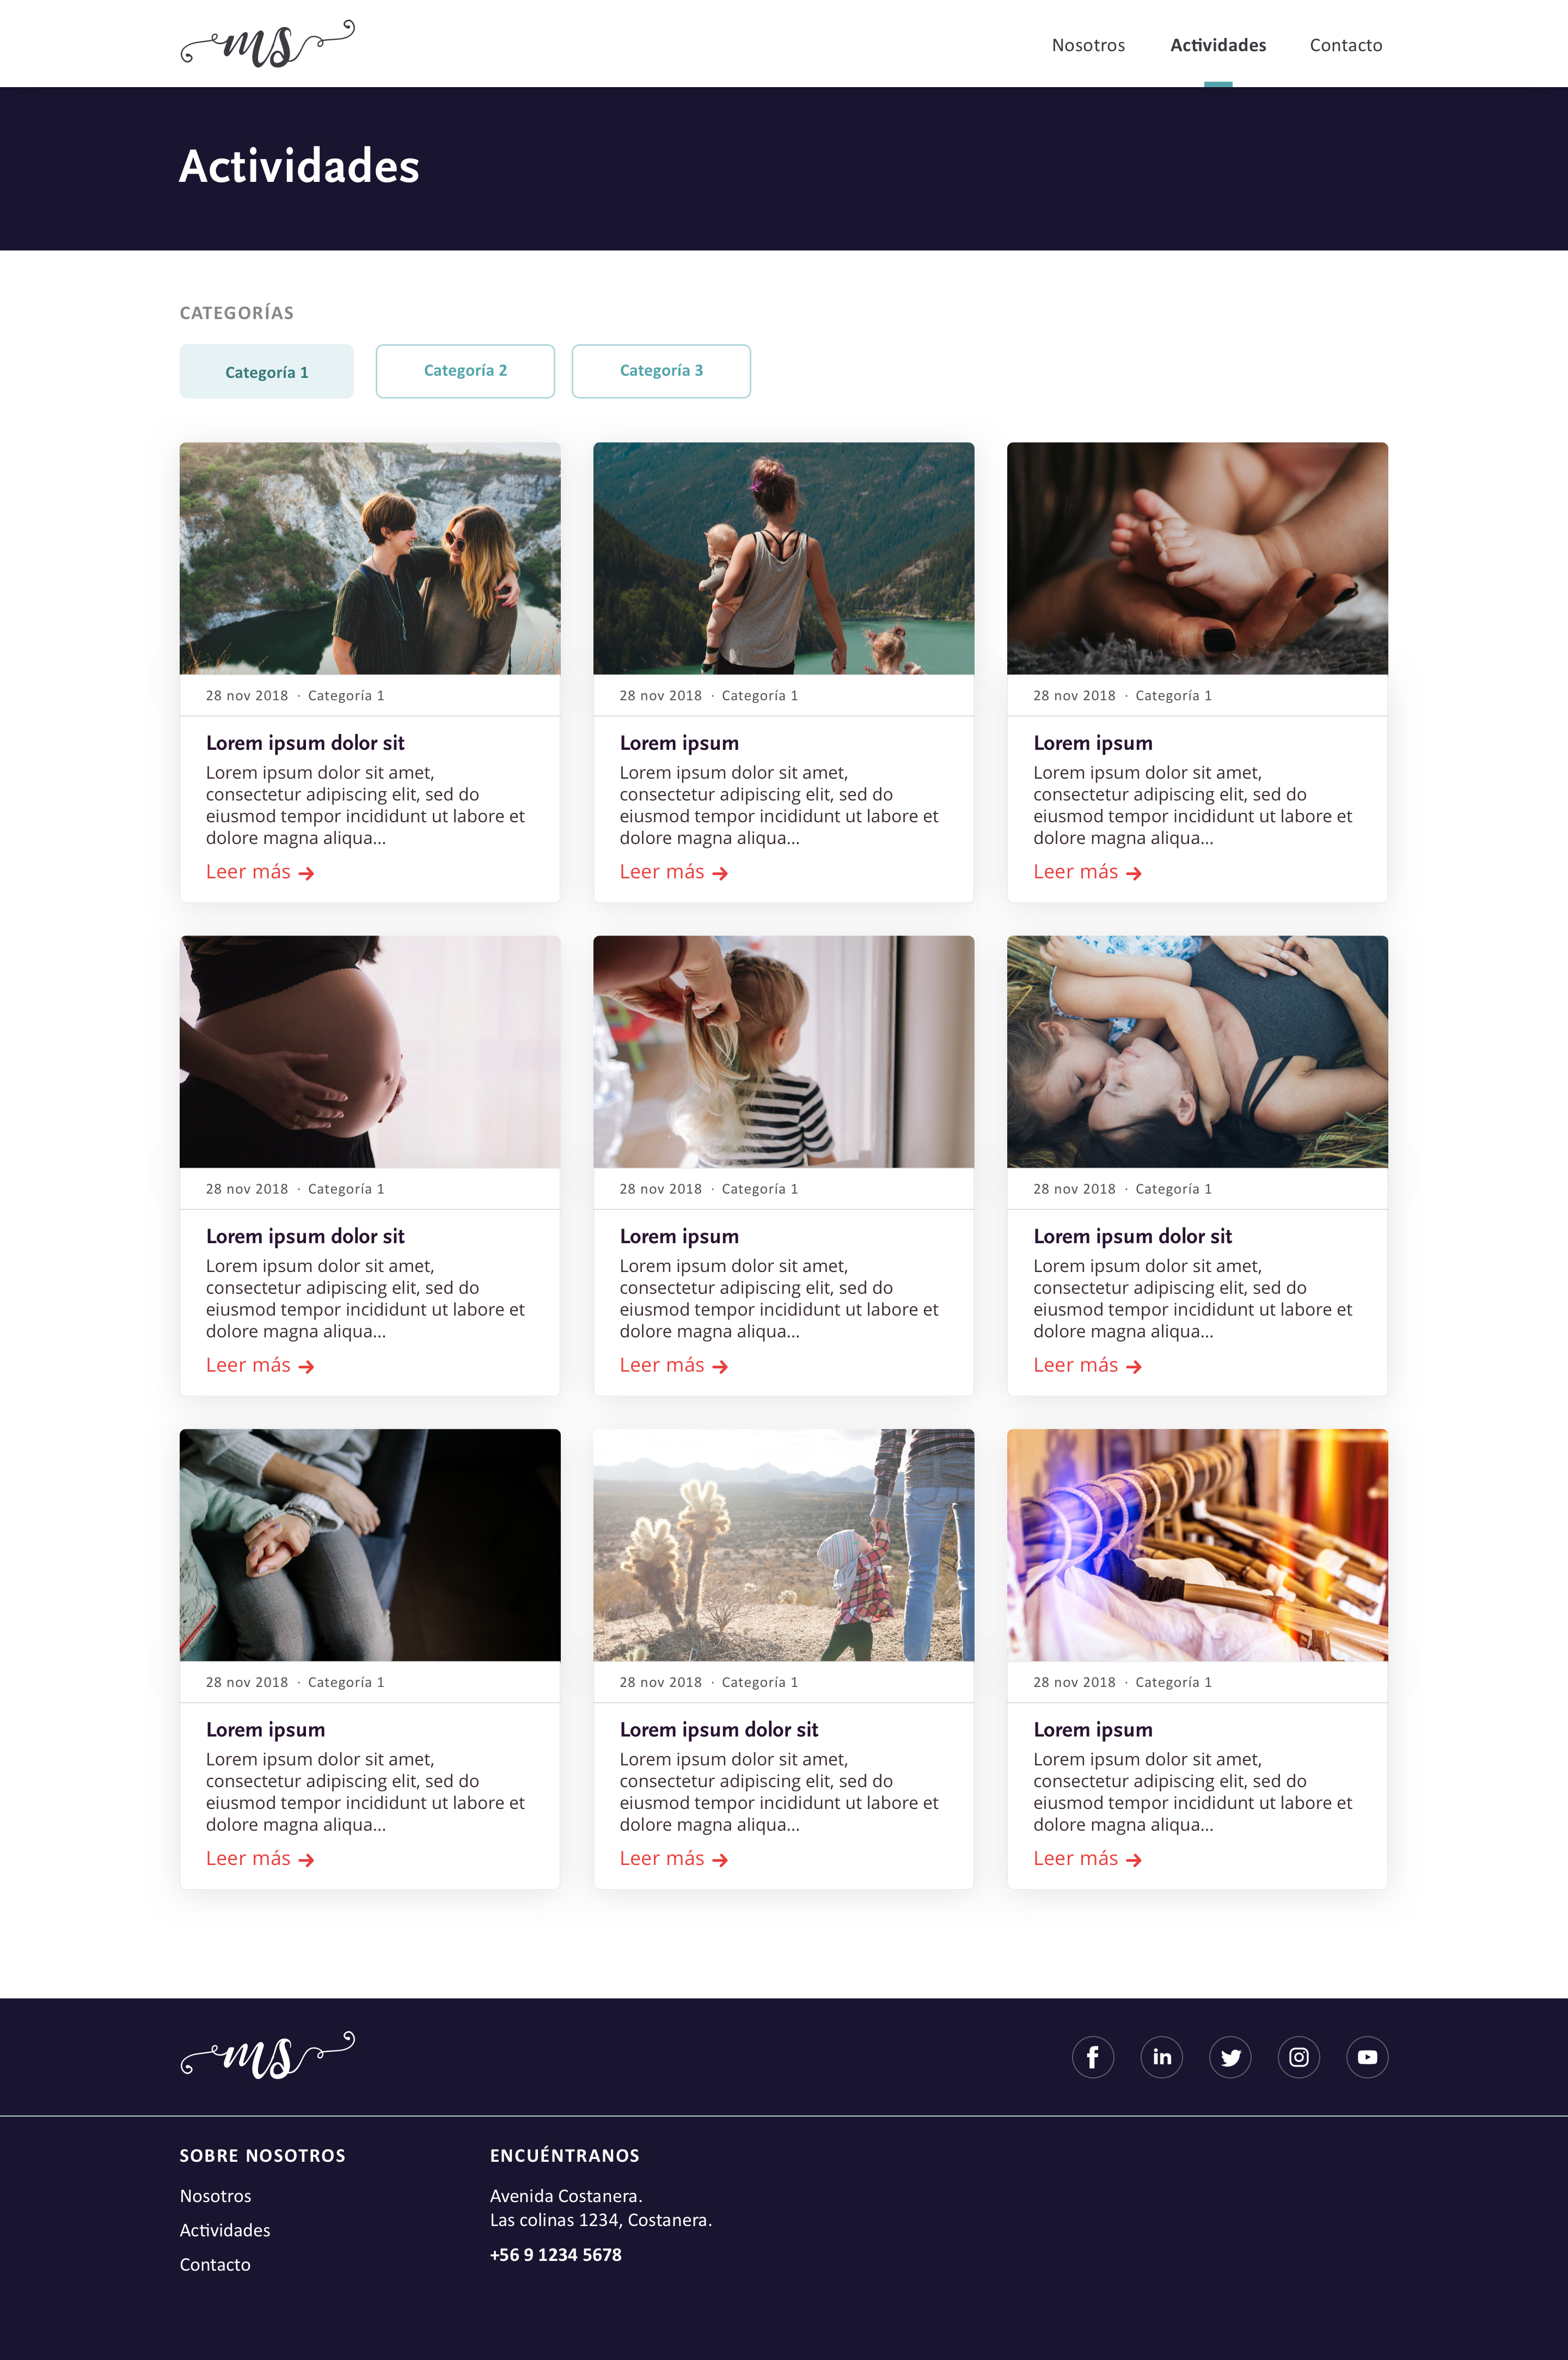 ms
Nosotros
Actividades
Contacto
Actividades
CATEGORÍAS
Categoría 1
Categoría 2
Categoría 3
28 nov 2018 · Categoría 1
Lorem ipsum dolor sit
Lorem ipsum dolor sit amet,
consectetur adipiscing elit, sed do
eiusmod tempor incididunt ut labore et
dolore magna aliqua...
Leer más
28 nov 2018 · Categoría 1
Lorem ipsum
Lorem ipsum dolor sit amet,
consectetur adipiscing elit, sed do
eiusmod tempor incididunt ut labore et
dolore magna aliqua...
Leer más
28 nov 2018 · Categoría 1
Lorem ipsum
Lorem ipsum dolor sit amet,
consectetur adipiscing elit, sed do
eiusmod tempor incididunt ut labore et
dolore magna aliqua...
Leer más
28 nov 2018 · Categoría 1
Lorem ipsum dolor sit
Lorem ipsum dolor sit amet,
consectetur adipiscing elit, sed do
eiusmod tempor incididunt ut labore et
dolore magna aliqua...
Leer más
28 nov 2018 · Categoría 1
Lorem ipsum
Lorem ipsum dolor sit amet,
consectetur adipiscing elit, sed do
eiusmod tempor incididunt ut labore et
dolore magna aliqua...
Leer más
28 nov 2018 · Categoría 1
Lorem ipsum dolor sit
Lorem ipsum dolor sit amet,
consectetur adipiscing elit, sed do
eiusmod tempor incididunt ut labore et
dolore magna aliqua...
Leer más
28 nov 2018 · Categoría 1
Lorem ipsum
Lorem ipsum dolor sit amet,
consectetur adipiscing elit, sed do
eiusmod tempor incididunt ut labore et
dolore magna aliqua...
Leer más
28 nov 2018 · Categoría 1
Lorem ipsum dolor sit
Lorem ipsum dolor sit amet,
consectetur adipiscing elit, sed do
eiusmod tempor incididunt ut labore et
dolore magna aliqua...
Leer más
28 nov 2018 · Categoría 1
Lorem ipsum
Lorem ipsum dolor sit amet,
consectetur adipiscing elit, sed do
eiusmod tempor incididunt ut labore et
dolore magna aliqua...
Leer más
ms
SOBRE NOSOTROS
Nosotros
Actividades
Contacto
ENCUÉNTRANOS
Avenida Costanera.
Las colinas 1234, Costanera.
+56 9 1234 5678